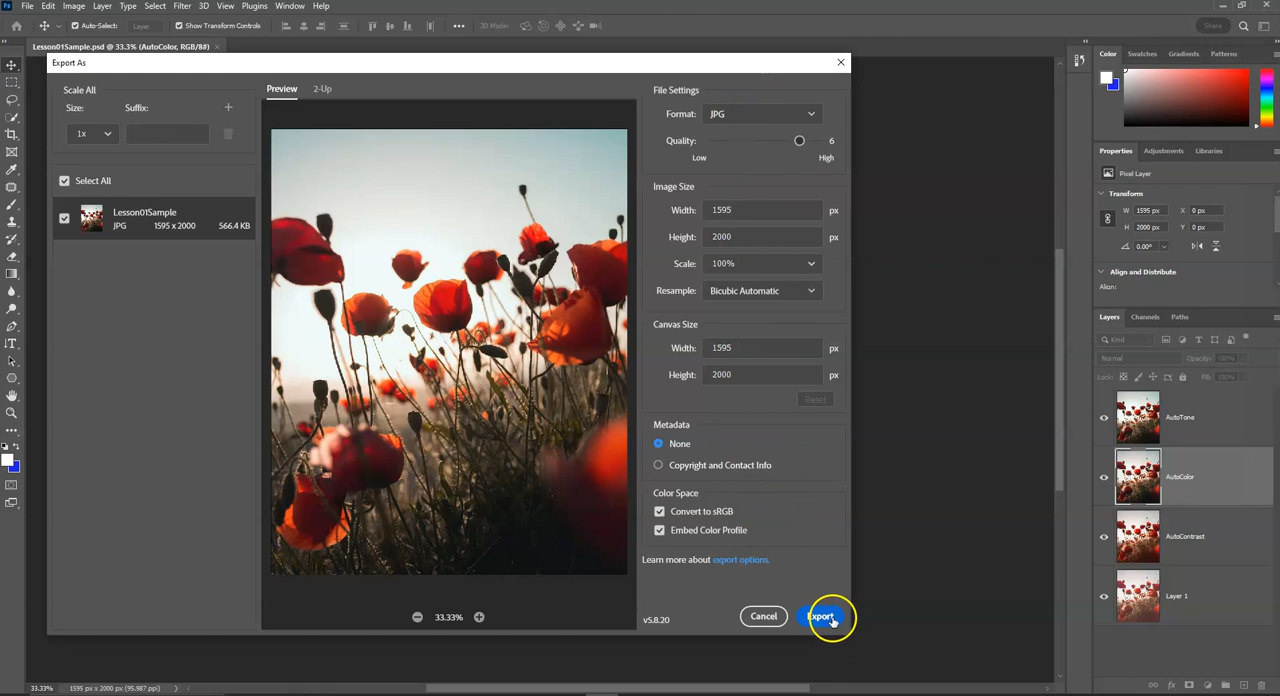 Ps File Edit Image Layer Type Select Filter 3D View Plugins Window Help
Auto-Select: Layer Show Transform Controls 3D Mode: Share
Lesson01Sample.psd @ 33.3% (AutoColor, RGB/8#) ×
Export As
Scale All
Size: Suffix: +
1x
Select All
Lesson01Sample
JPG 1595 x 2000 566.4 KB
Preview 2-Up
33.33%
File Settings
Format: JPG
Quality: 6
Low High
Image Size
Width: 1595 px
Height: 2000 px
Scale: 100%
Resample: Bicubic Automatic
Canvas Size
Width: 1595 px
Height: 2000 px
Reset
Metadata
None
Copyright and Contact Info
Color Space
Convert to sRGB
Embed Color Profile
Learn more about export options.
v5.8.20 Cancel Export
Color Swatches Gradients Patterns
Properties Adjustments Libraries
Pixel Layer
Transform
W 1595 px X 0 px
H 2000 px Y 0 px
0.00°
Align and Distribute
Align:
Layers Channels Paths
Kind
Normal Opacity: 100%
Lock: Fill: 100%
AutoTone
AutoColor
AutoContrast
Layer 1
33.33% 1595 px x 2000 px (95.987 ppi)